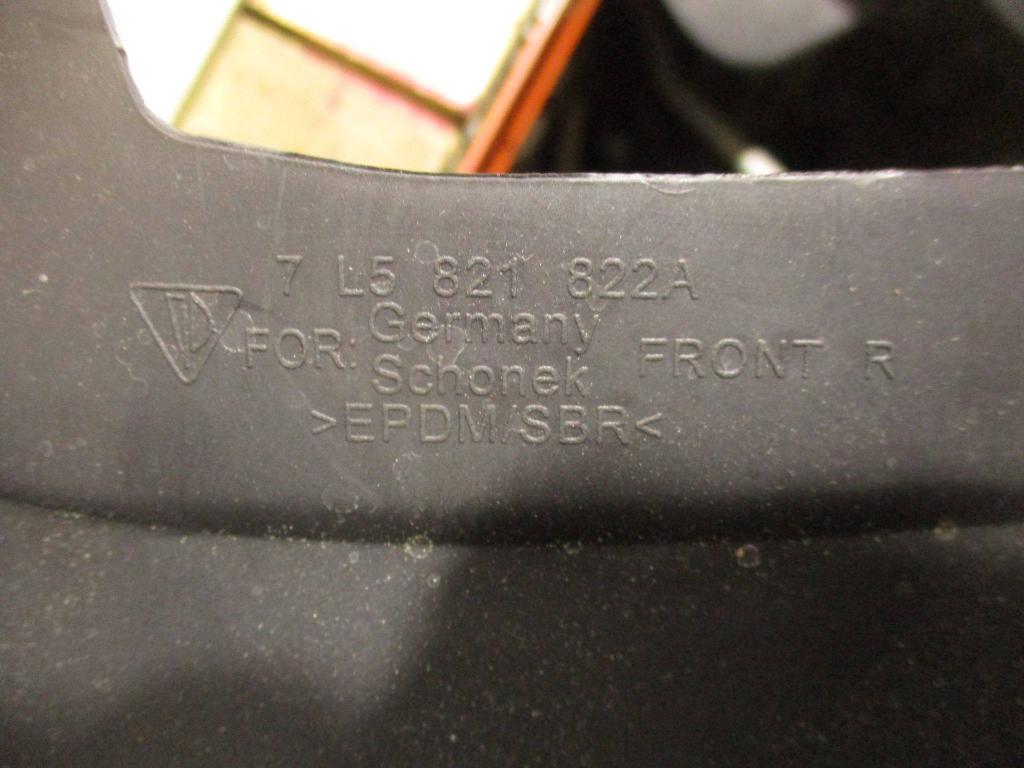 7 L5 821 822A
FOR: Germany
Schonek
FRONT R
>EPDM/SBR<